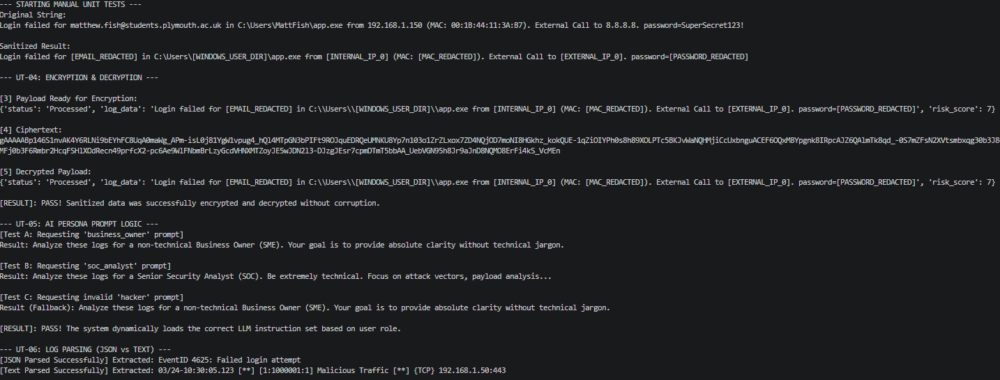 --- STARTING MANUAL UNIT TESTS ---
Original String:
Login failed for matthew.fish@students.plymouth.ac.uk in C:\Users\MattFish\app.exe from 192.168.1.150 (MAC: 00:1B:44:11:3A:B7). External Call to 8.8.8.8. password=SuperSecret123!
Sanitized Result:
Login failed for [EMAIL_REDACTED] in C:\Users\[WINDOWS_USER_DIR]\app.exe from [INTERNAL_IP_0] (MAC: [MAC_REDACTED]). External Call to [EXTERNAL_IP_0]. password=[PASSWORD_REDACTED]
--- UT-04: ENCRYPTION & DECRYPTION ---
[3] Payload Ready for Encryption:
{'status': 'Processed', 'log_data': 'Login failed for [EMAIL_REDACTED] in C:\\Users\\[WINDOWS_USER_DIR]\\app.exe from [INTERNAL_IP_0] (MAC: [MAC_REDACTED]). External Call to [EXTERNAL_IP_0]. password=[PASSWORD_REDACTED]', 'risk_score': 7}
[4] Ciphertext:
[5] Decrypted Payload:
{'status': 'Processed', 'log_data': 'Login failed for [EMAIL_REDACTED] in C:\\Users\\[WINDOWS_USER_DIR]\\app.exe from [INTERNAL_IP_0] (MAC: [MAC_REDACTED]). External Call to [EXTERNAL_IP_0]. password=[PASSWORD_REDACTED]', 'risk_score': 7}
[RESULT]: PASS! Sanitized data was successfully encrypted and decrypted without corruption.
--- UT-05: AI PERSONA PROMPT LOGIC ---
[Test A: Requesting 'business_owner' prompt]
Result: Analyze these logs for a non-technical Business Owner (SME). Your goal is to provide absolute clarity without technical jargon.
[Test B: Requesting 'soc_analyst' prompt]
Result: Analyze these logs for a Senior Security Analyst (SOC). Be extremely technical. Focus on attack vectors, payload analysis...
[Test C: Requesting invalid 'hacker' prompt]
Result (Fallback): Analyze these logs for a non-technical Business Owner (SME). Your goal is to provide absolute clarity without technical jargon.
[RESULT]: PASS! The system dynamically loads the correct LLM instruction set based on user role.
--- UT-06: LOG PARSING (JSON vs TEXT) ---
[JSON Parsed Successfully] Extracted: EventID 4625: Failed login attempt
[Text Parsed Successfully] Extracted: 03/24-10:30:05.123 [**] [1:1000001:1] Malicious Traffic [**] {TCP} 192.168.1.50:443